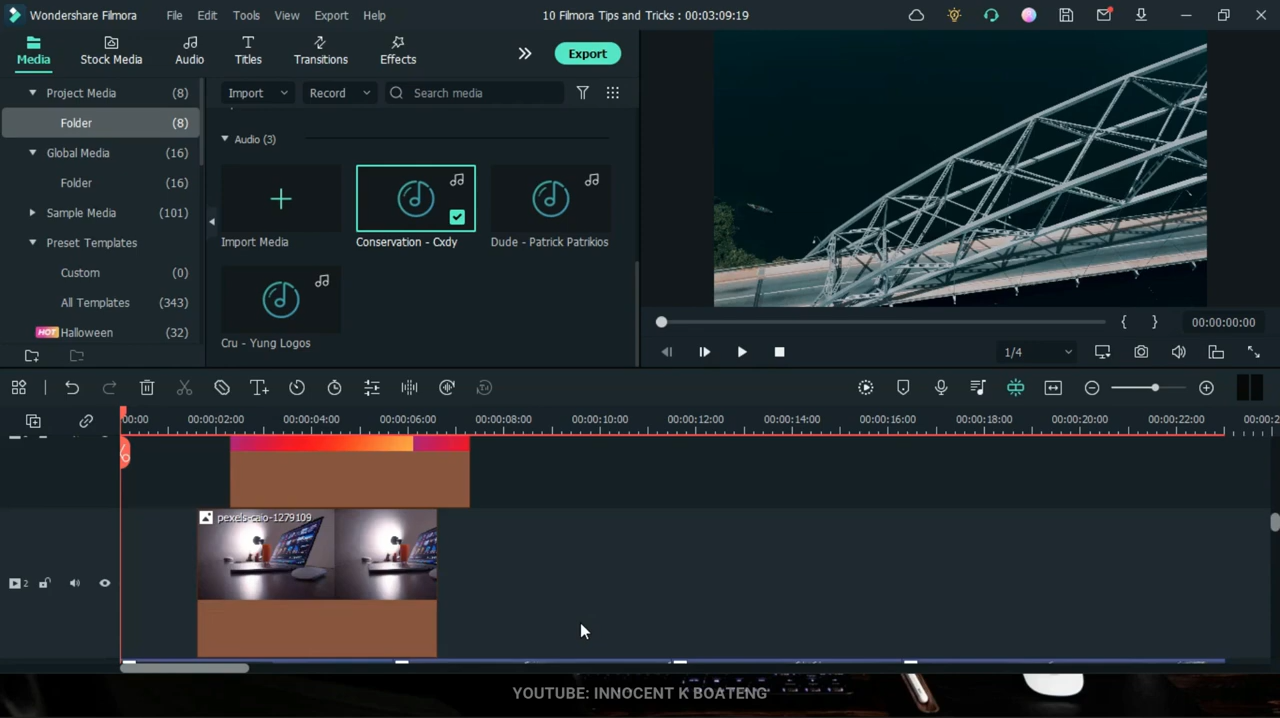 Wondershare Filmora File Edit Tools View Export Help 10 Filmora Tips and Tricks : 00:03:09:19
Media Stock Media Audio Titles Transitions Effects Export
Project Media (8)
Folder (8)
Global Media (16)
Folder (16)
Sample Media (101)
Preset Templates
Custom (0)
All Templates (343)
HOT Halloween (32)
Import Record Search media
Audio (3)
Import Media Conservation - Cxdy Dude - Patrick Patrikios
Cru - Yung Logos
{ } 00:00:00:00
1/4
00:00 00:00:02:00 00:00:04:00 00:00:06:00 00:00:08:00 00:00:10:00 00:00:12:00 00:00:14:00 00:00:16:00 00:00:18:00 00:00:20:00 00:00:22:00 00:00:2
pexels-caio-1279109
2
YOUTUBE: INNOCENT K BOATENG